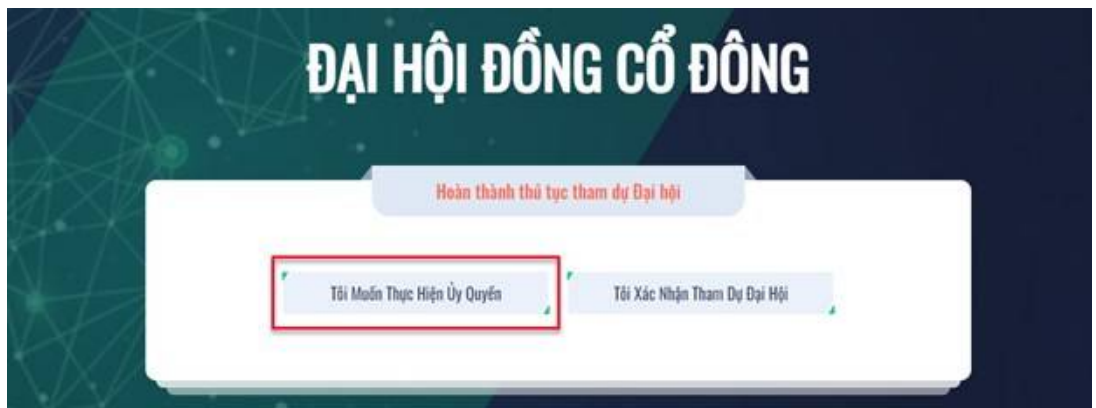 ĐẠI HỘI ĐỒNG CỔ ĐÔNG
Hoàn thành thủ tục tham dự Đại hội
Tôi Muốn Thực Hiện Ủy Quyền
Tôi Xác Nhận Tham Dự Đại Hội